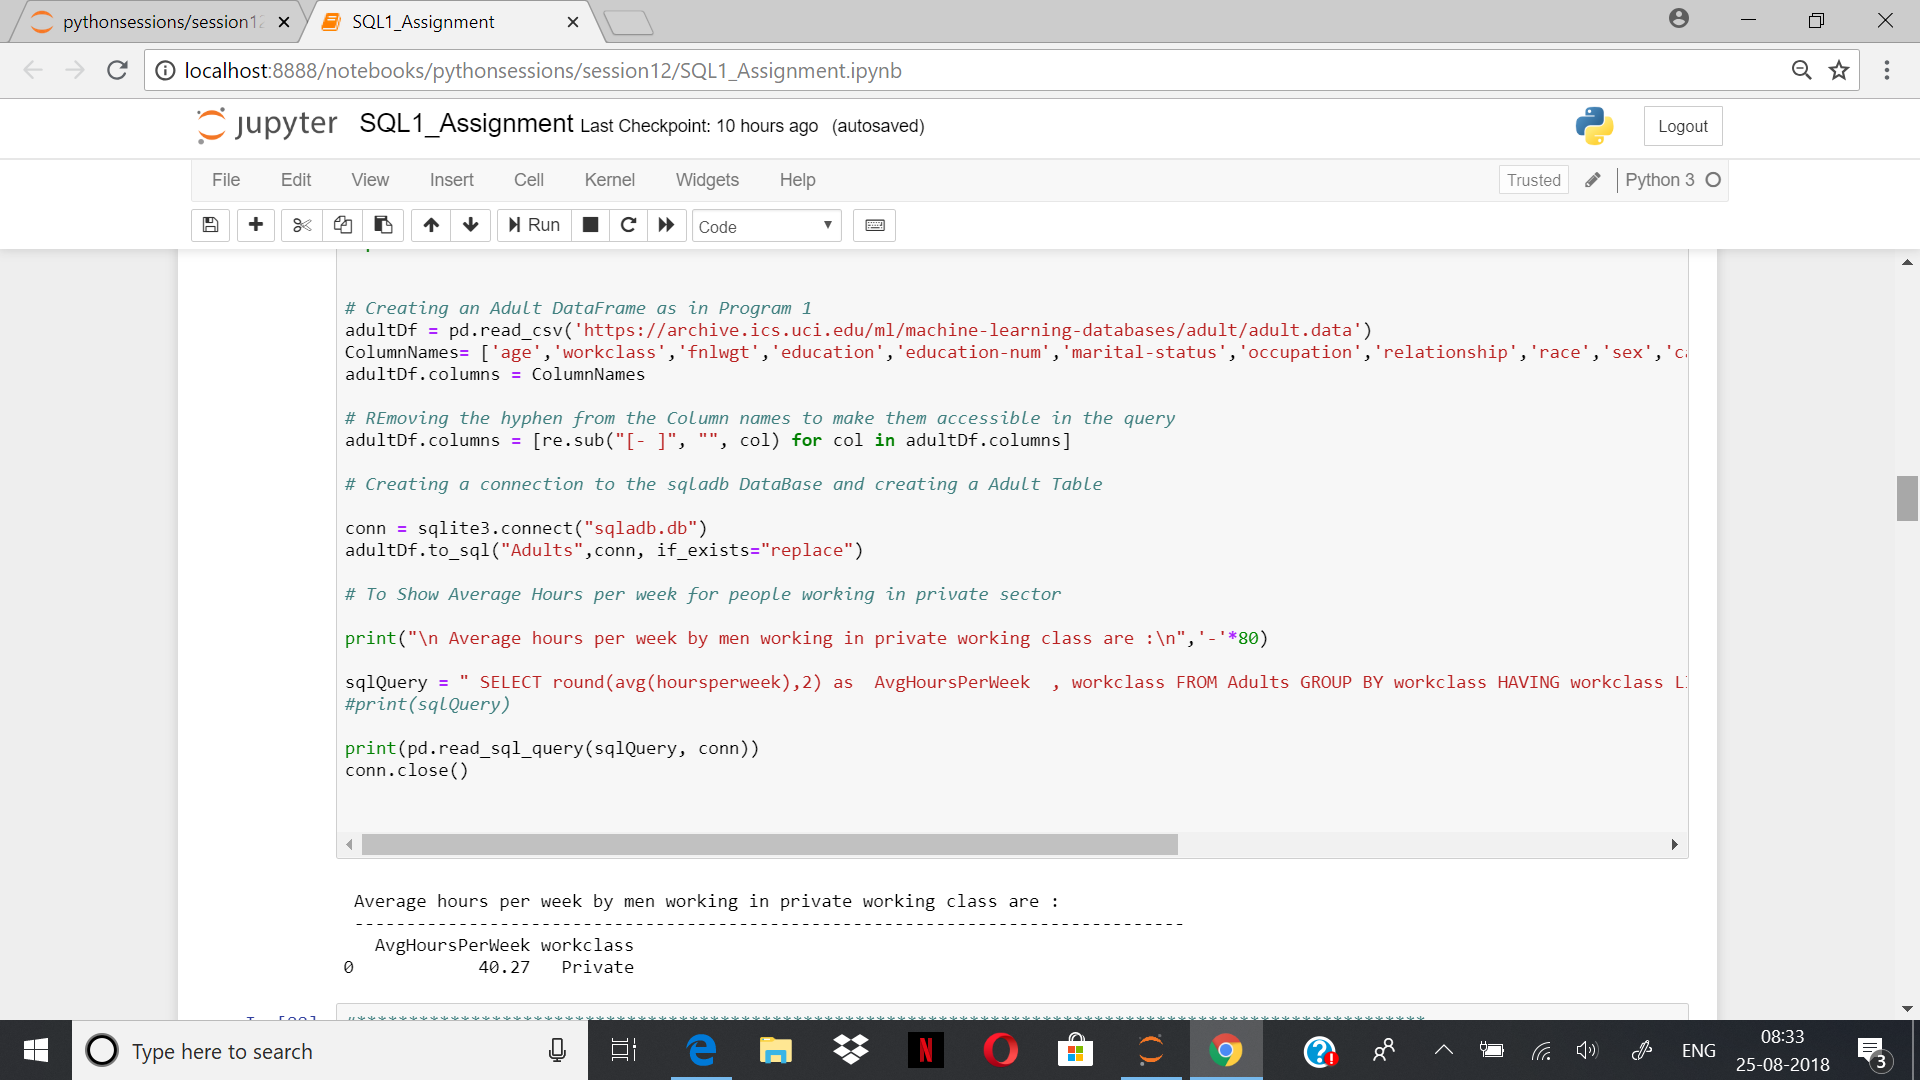 pythonsessions/session12
SQL1_Assignment
localhost:8888/notebooks/pythonsessions/session12/SQL1_Assignment.ipynb
jupyter SQL1_Assignment Last Checkpoint: 10 hours ago (autosaved)
Logout
File Edit View Insert Cell Kernel Widgets Help
Trusted
Python 3
Run
Code
# Creating an Adult DataFrame as in Program 1
adultDf = pd.read_csv('https://archive.ics.uci.edu/ml/machine-learning-databases/adult/adult.data')
ColumnNames= ['age','workclass','fnlwgt','education','education-num','marital-status','occupation','relationship','race','sex','c
adultDf.columns = ColumnNames
# REmoving the hyphen from the Column names to make them accessible in the query
adultDf.columns = [re.sub("[- ]", "", col) for col in adultDf.columns]
# Creating a connection to the sqladb DataBase and creating a Adult Table
conn = sqlite3.connect("sqladb.db")
adultDf.to_sql("Adults",conn, if_exists="replace")
# To Show Average Hours per week for people working in private sector
print("\n Average hours per week by men working in private working class are :\n",'-'*80)
sqlQuery = " SELECT round(avg(hoursperweek),2) as  AvgHoursPerWeek  , workclass FROM Adults GROUP BY workclass HAVING workclass L
#print(sqlQuery)
print(pd.read_sql_query(sqlQuery, conn))
conn.close()
Average hours per week by men working in private working class are :
--------------------------------------------------------------------------------
AvgHoursPerWeek workclass
0 40.27 Private
Type here to search
ENG
08:33
25-08-2018
3